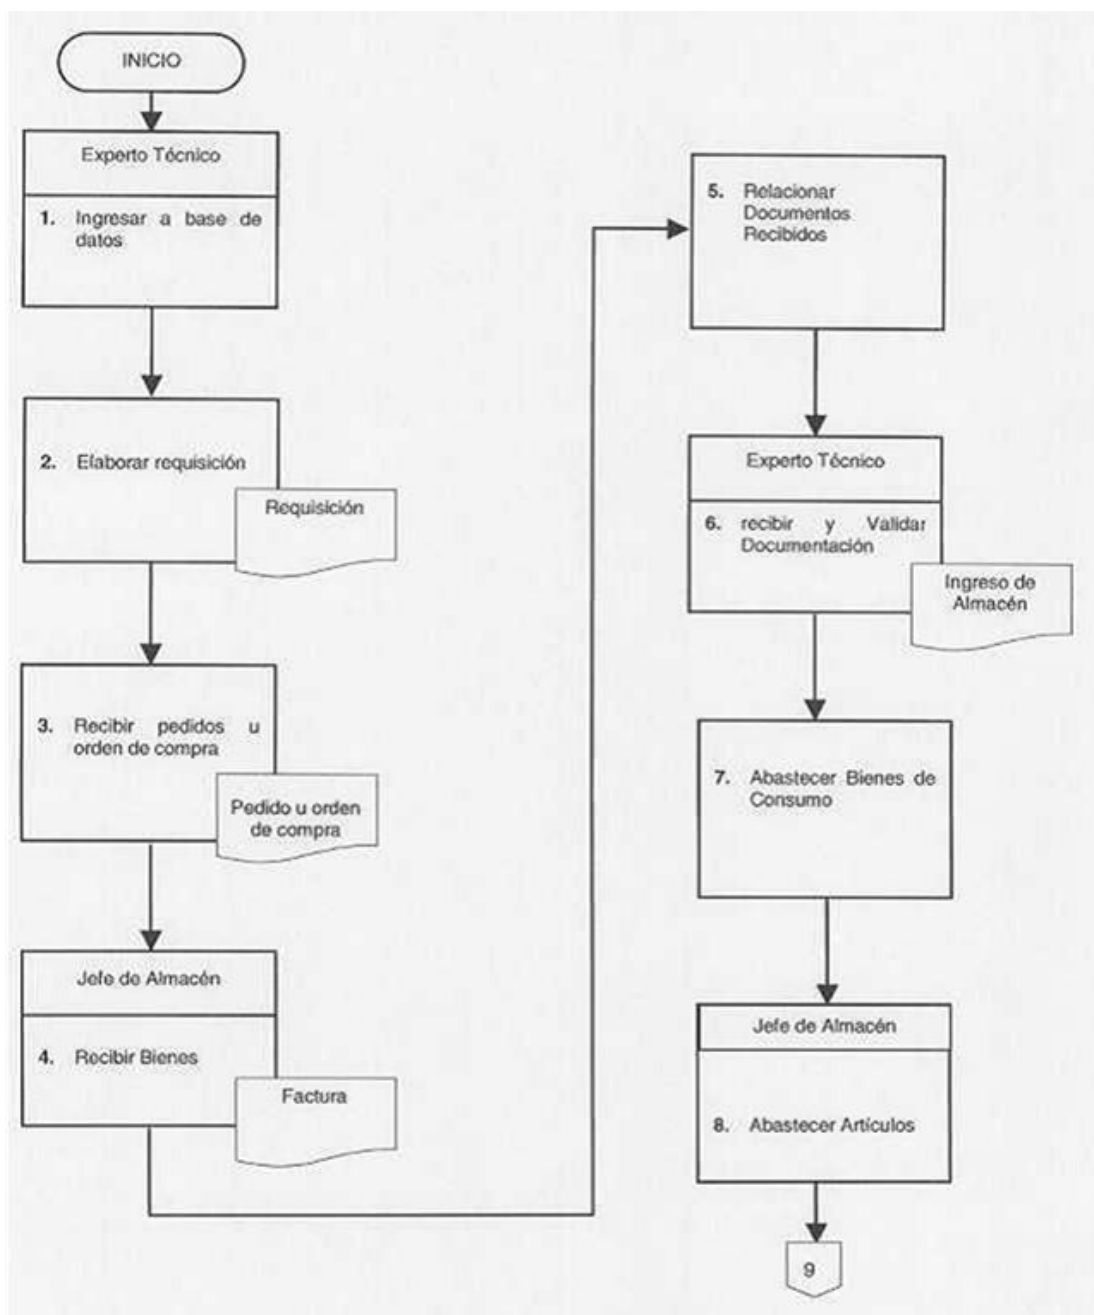 INICIO
Experto Técnico
1. Ingresar a base de
datos
2. Elaborar requisición
Requisición
3. Recibir pedidos u
orden de compra
Pedido u orden
de compra
Jefe de Almacén
4. Recibir Bienes
Factura
5. Relacionar
Documentos
Recibidos
Experto Técnico
6. recibir y Validar
Documentación
Ingreso de
Almacén
7. Abastecer Bienes de
Consumo
Jefe de Almacén
8. Abastecer Artículos
9